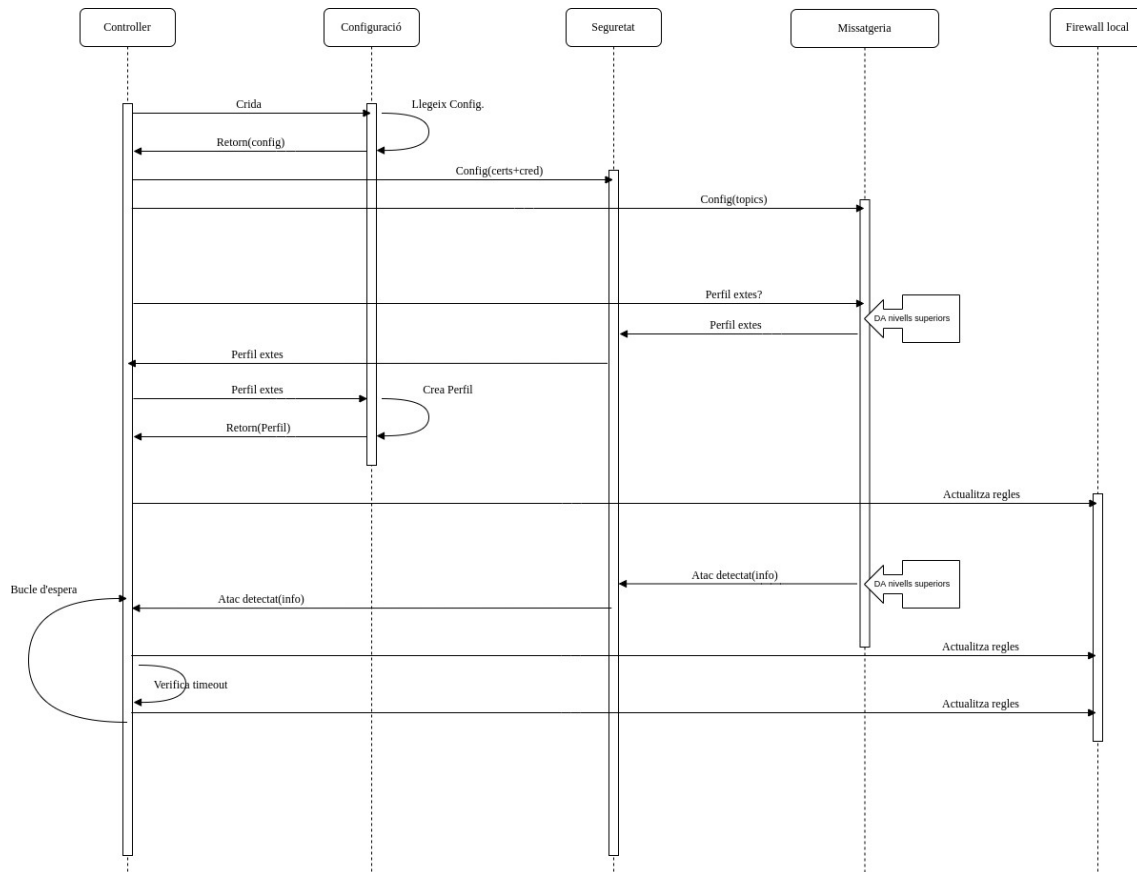 Controller
Configuració
Seguretat
Missatgeria
Firewall local
Crida
Llegeix Config.
Retorn(config)
Config(certs+cred)
Config(topics)
Perfil extes?
DA nivells superiors
Perfil extes
Perfil extes
Perfil extes
Crea Perfil
Retorn(Perfil)
Actualitza regles
Atac detectat(info)
DA nivells superiors
Bucle d'espera
Atac detectat(info)
Actualitza regles
Verifica timeout
Actualitza regles